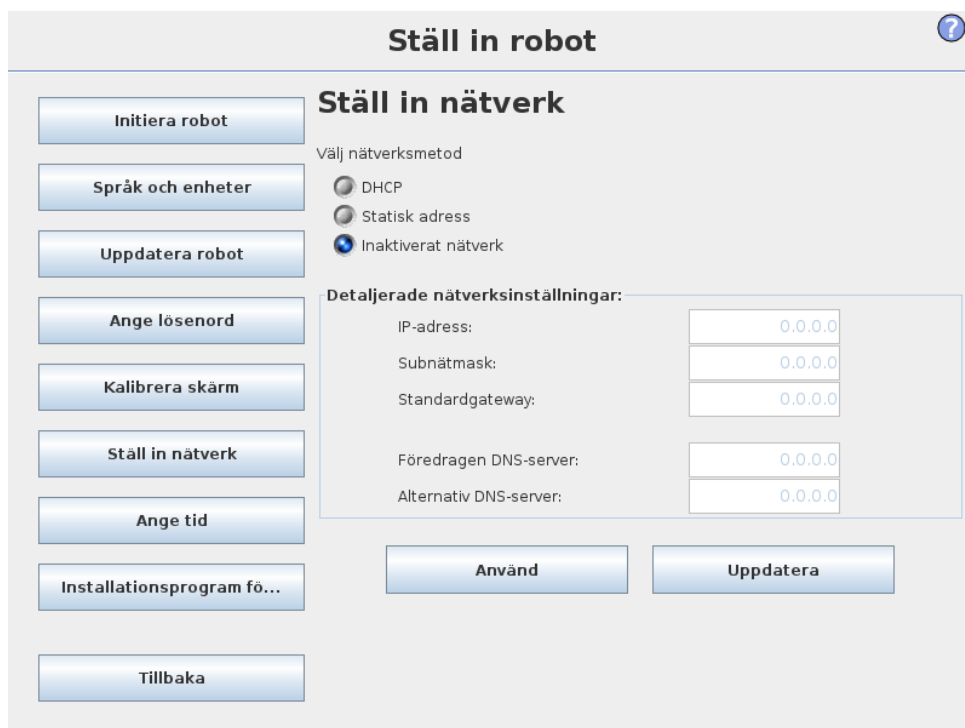 Ställ in robot
?
Initiera robot
Språk och enheter
Uppdatera robot
Ange lösenord
Kalibrera skärm
Ställ in nätverk
Ange tid
Installationsprogram fö...
Tillbaka
Ställ in nätverk
Välj nätverksmetod
DHCP
Statisk adress
Inaktiverat nätverk
Detaljerade nätverksinställningar:
IP-adress: 0.0.0.0
Subnätmask: 0.0.0.0
Standardgateway: 0.0.0.0
Föredragen DNS-server: 0.0.0.0
Alternativ DNS-server: 0.0.0.0
Använd
Uppdatera